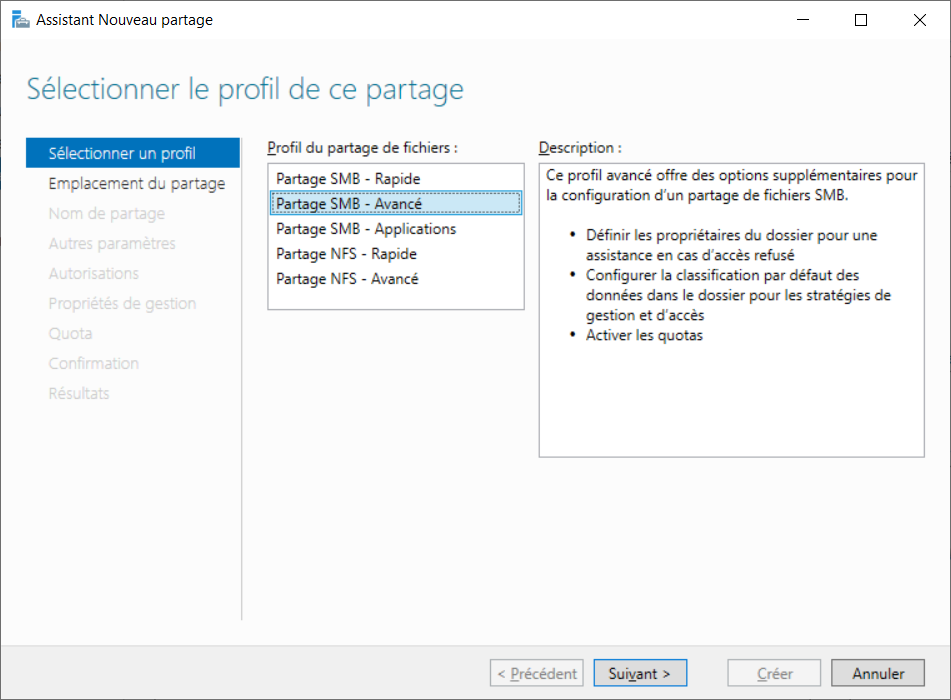 Assistant Nouveau partage
Sélectionner le profil de ce partage
Sélectionner un profil
Emplacement du partage
Nom de partage
Autres paramètres
Autorisations
Propriétés de gestion
Quota
Confirmation
Résultats
Profil du partage de fichiers :
Partage SMB - Rapide
Partage SMB - Avancé
Partage SMB - Applications
Partage NFS - Rapide
Partage NFS - Avancé
Description :
Ce profil avancé offre des options supplémentaires pour
la configuration d’un partage de fichiers SMB.
• Définir les propriétaires du dossier pour une
assistance en cas d’accès refusé
• Configurer la classification par défaut des
données dans le dossier pour les stratégies de
gestion et d’accès
• Activer les quotas
< Précédent
Suivant >
Créer
Annuler